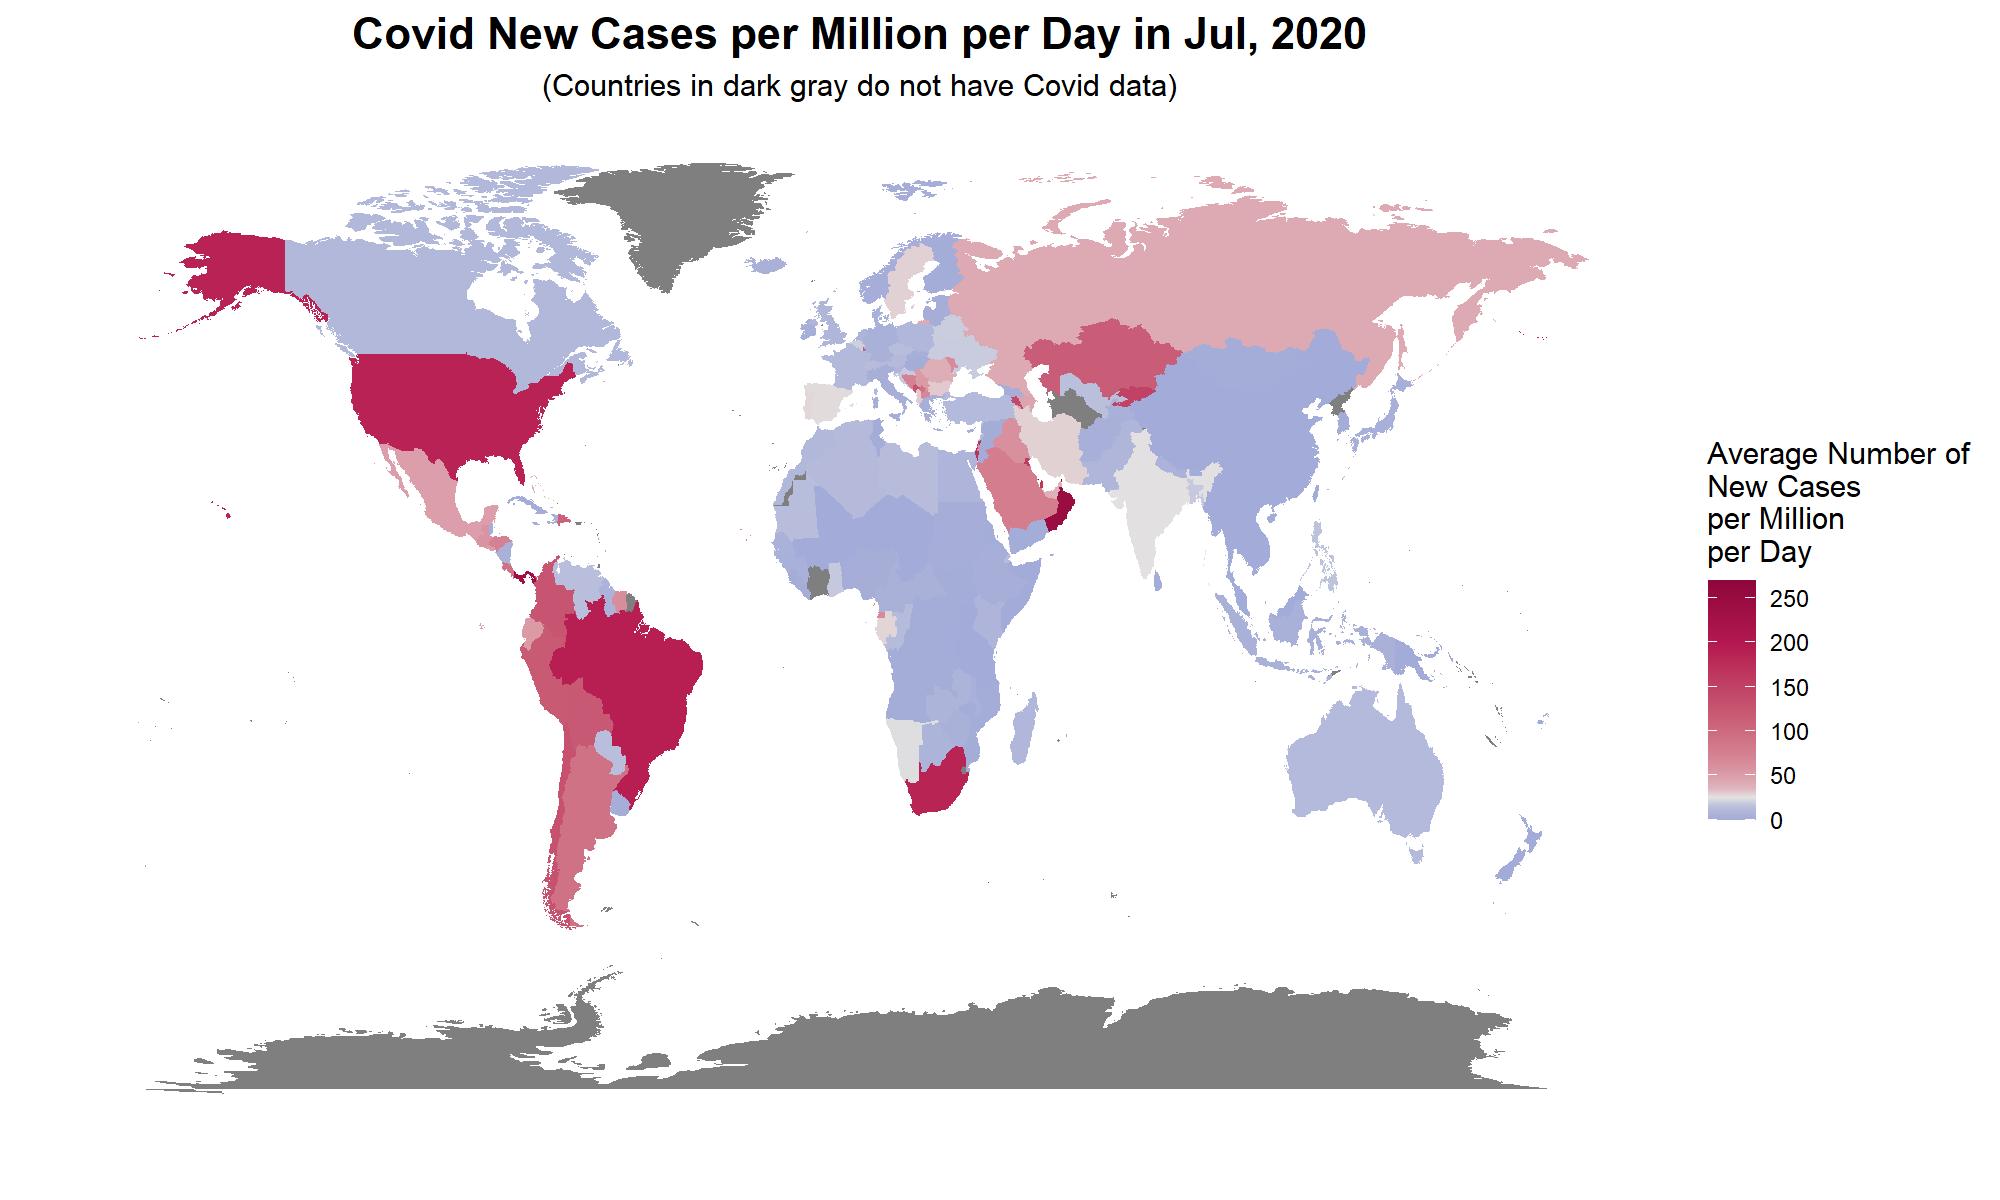 Covid New Cases per Million per Day in Jul, 2020
(Countries in dark gray do not have Covid data)
Average Number of
New Cases
per Million
per Day
250
200
150
100
50
0